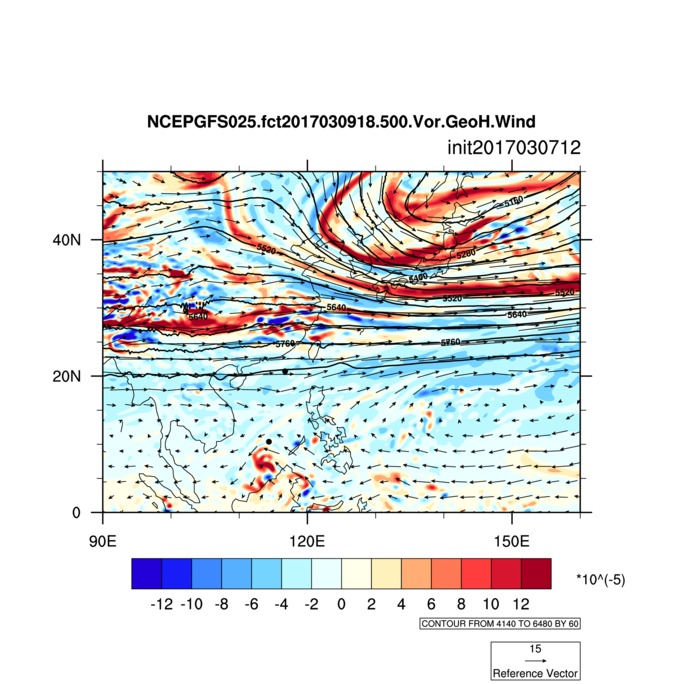 NCEPGFS025.fct2017030918.500.Vor.GeoH.Wind
init2017030712
5160
40N
5520
5280
5400
5520
5520
5640
5640
5640
5760
5760
20N
0
90E 120E 150E
-12 -10 -8 -6 -4 -2 0 2 4 6 8 10 12
*10^(-5)
CONTOUR FROM 4140 TO 6480 BY 60
15
Reference Vector